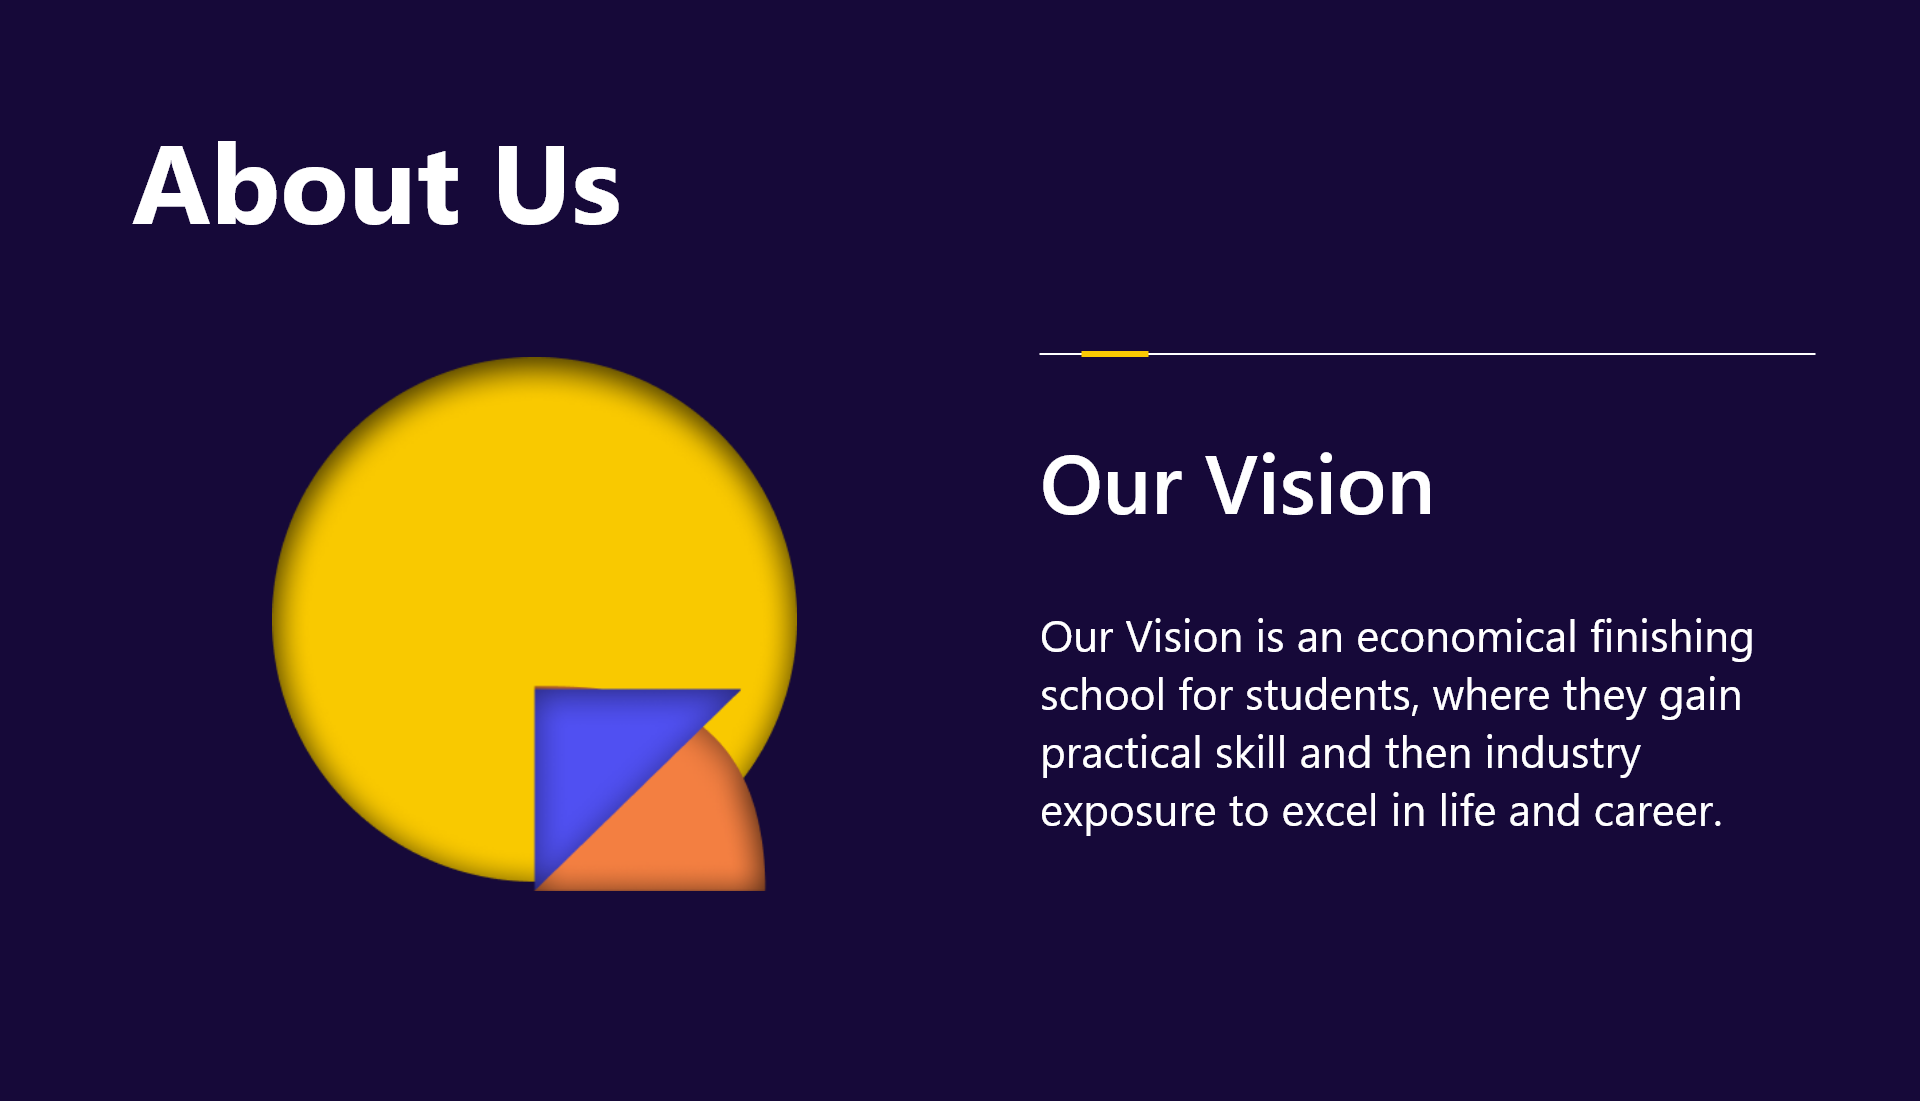 About Us
Our Vision
Our Vision is an economical finishing
school for students, where they gain
practical skill and then industry
exposure to excel in life and career.